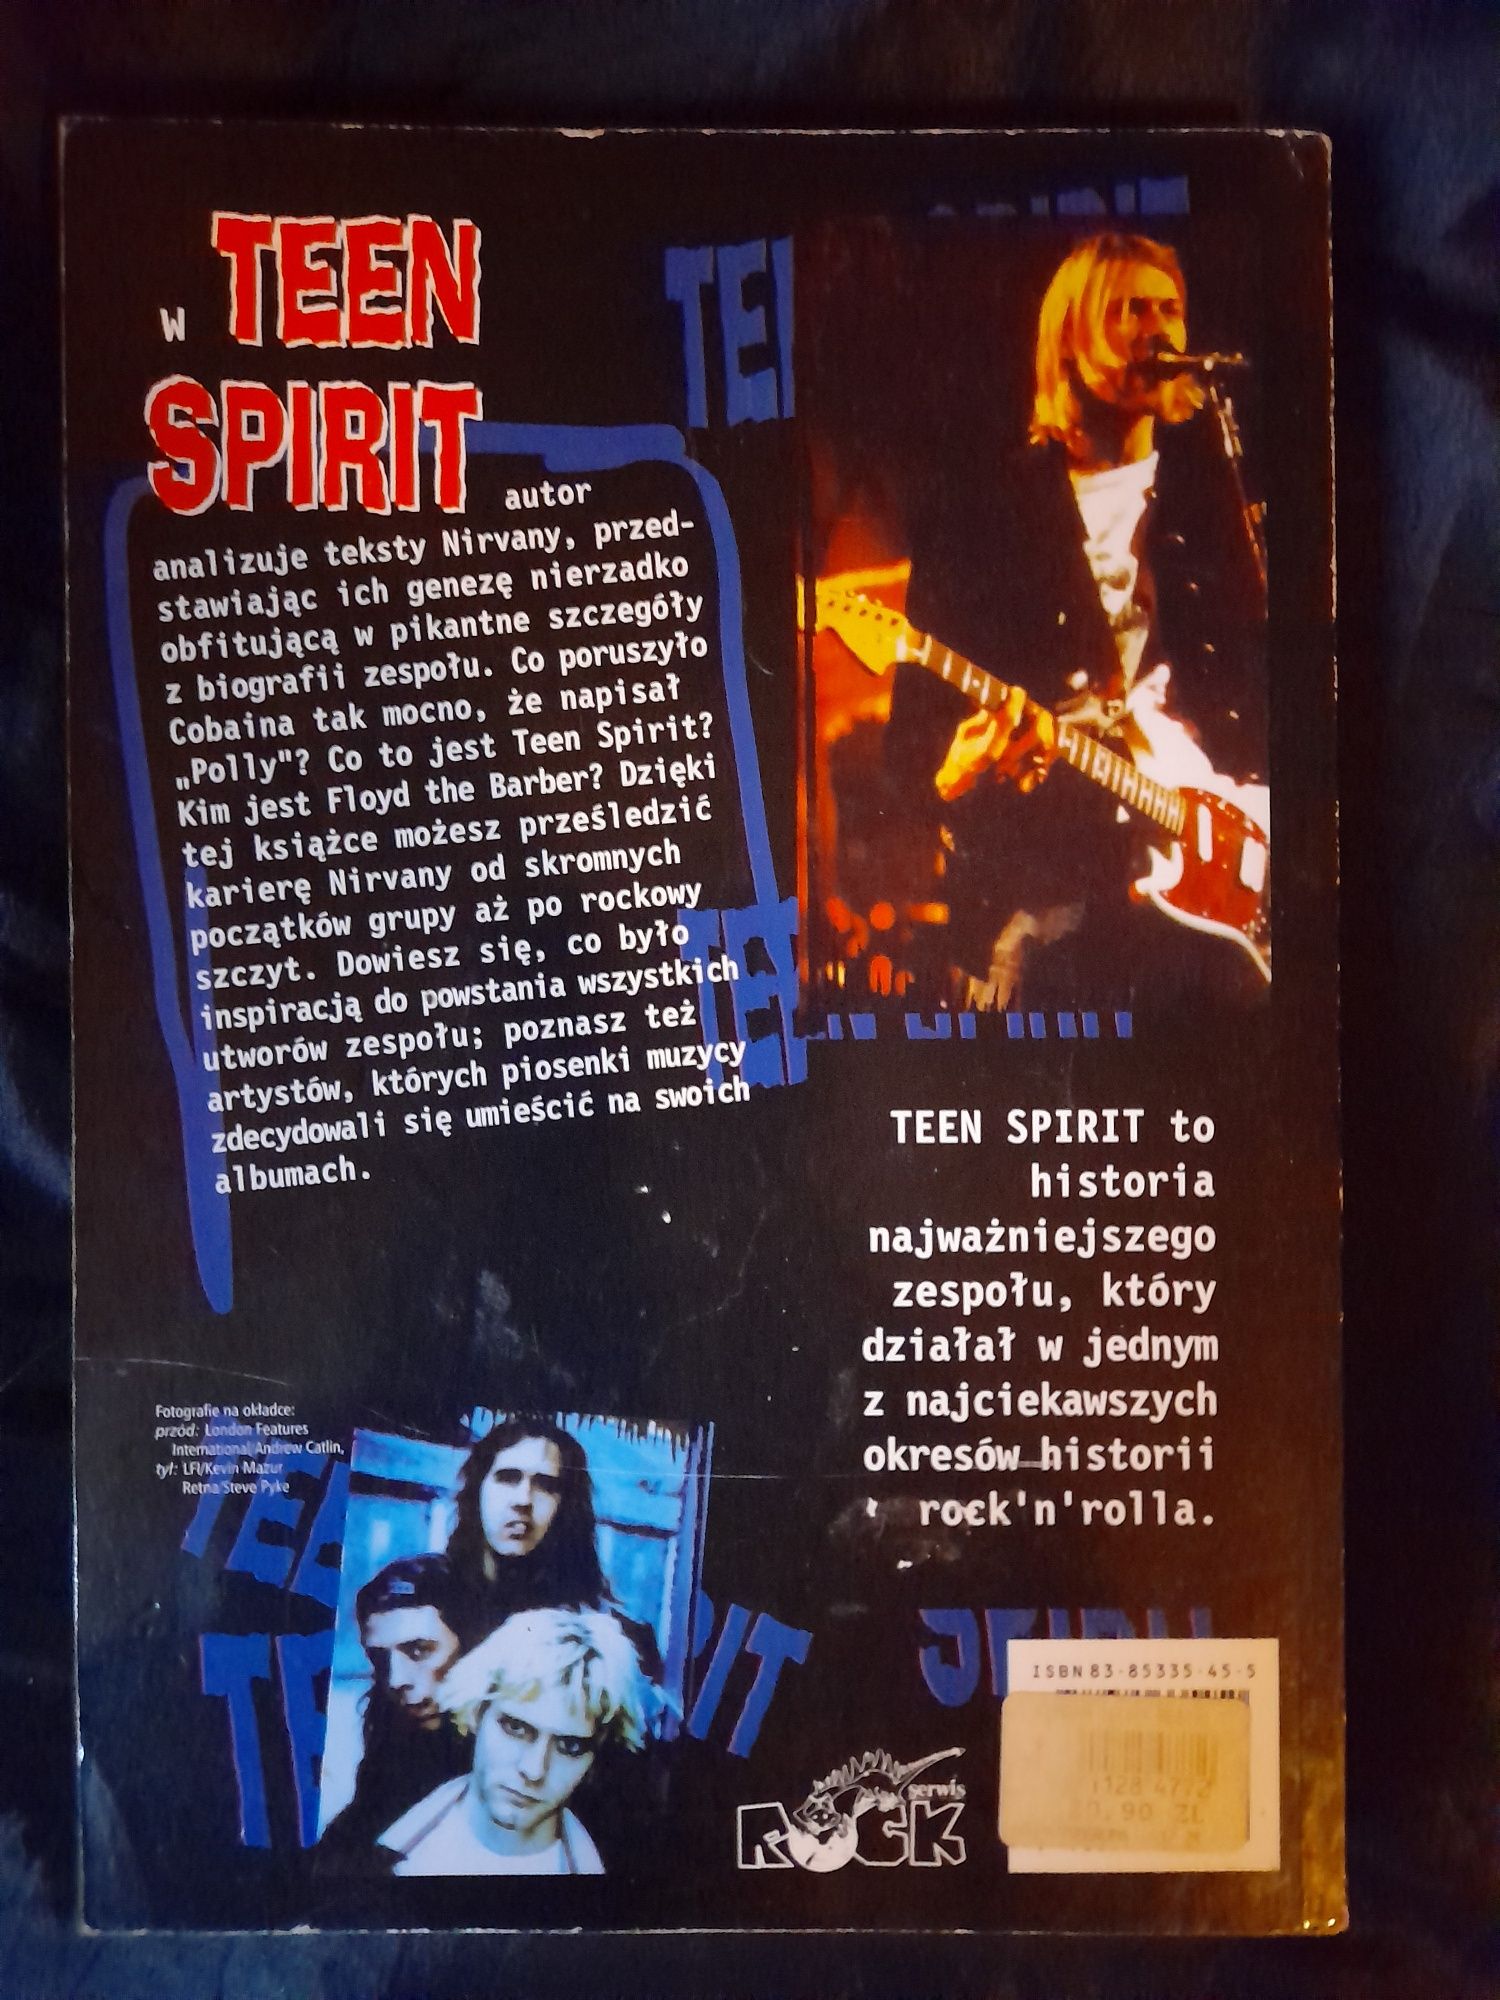 w TEEN
SPIRIT autor
analizuje teksty Nirvany, przed-
stawiając ich genezę nierzadko
obfitującą w pikantne szczegóły
z biografii zespołu. Co poruszyło
Cobaina tak mocno, że napisał
„Polly"? Co to jest Teen Spirit?
Kim jest Floyd the Barber? Dzięki
tej książce możesz prześledzić
karierę Nirvany od skromnych
początków grupy aż po rockowy
szczyt. Dowiesz się, co było
inspiracją do powstania wszystkich
utworów zespołu; poznasz też
artystów, których piosenki muzycy
zdecydowali się umieścić na swoich
albumach.
TEEN SPIRIT to
historia
najważniejszego
zespołu, który
działał w jednym
z najciekawszych
okresów historii
rock'n'rolla.
Fotografie na okładce:
przód: London Features
International/Andrew Catlin,
tył: LFI/Kevin Mazur
Retna/Steve Pyke
serwis
ROCK
ISBN 83-85335-45-5